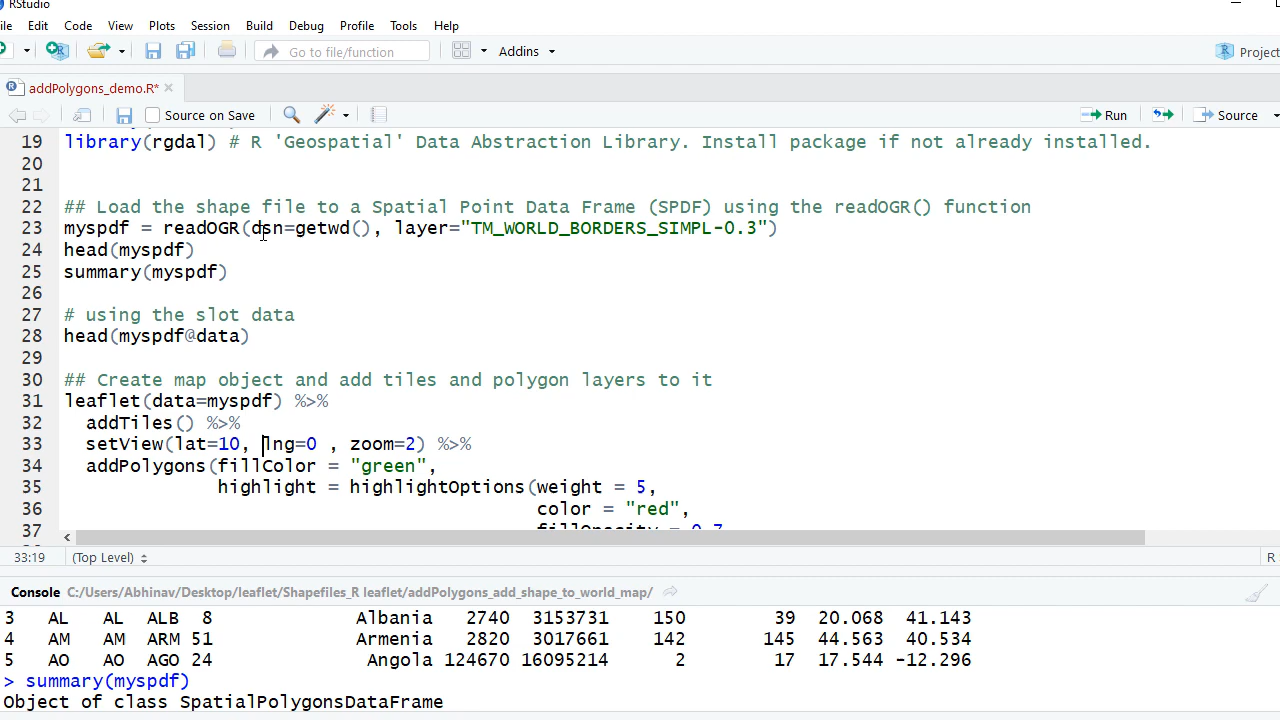 RStudio
ile Edit Code View Plots Session Build Debug Profile Tools Help
Go to file/function Addins Project
addPolygons_demo.R*
Source on Save Run Source
19 library(rgdal) # R 'Geospatial' Data Abstraction Library. Install package if not already installed.
20
21
22 ## Load the shape file to a Spatial Point Data Frame (SPDF) using the readOGR() function
23 myspdf = readOGR(dsn=getwd(), layer="TM_WORLD_BORDERS_SIMPL-0.3")
24 head(myspdf)
25 summary(myspdf)
26
27 # using the slot data
28 head(myspdf@data)
29
30 ## Create map object and add tiles and polygon layers to it
31 leaflet(data=myspdf) %>%
32 addTiles() %>%
33 setView(lat=10, lng=0 , zoom=2) %>%
34 addPolygons(fillColor = "green",
35 highlight = highlightOptions(weight = 5,
36 color = "red",
37 fillOpacity = 0.7
33:19 (Top Level) R
Console C:/Users/Abhinav/Desktop/leaflet/Shapefiles_R leaflet/addPolygons_add_shape_to_world_map/
3 AL AL ALB 8 Albania 2740 3153731 150 39 20.068 41.143
4 AM AM ARM 51 Armenia 2820 3017661 142 145 44.563 40.534
5 AO AO AGO 24 Angola 124670 16095214 2 17 17.544 -12.296
> summary(myspdf)
Object of class SpatialPolygonsDataFrame